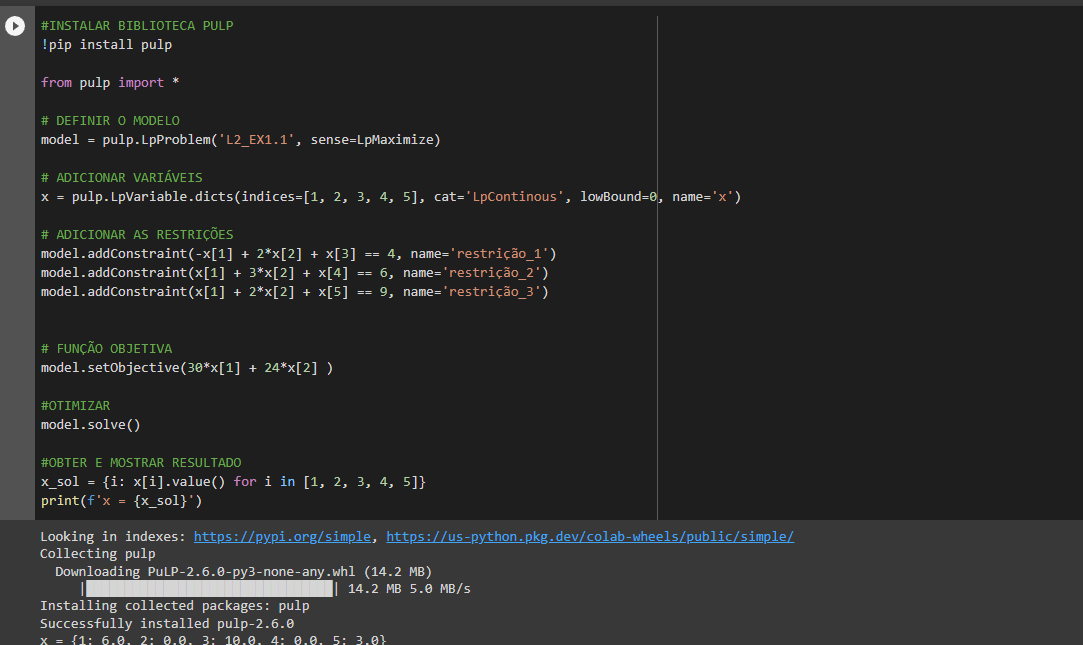 #INSTALAR BIBLIOTECA PULP
!pip install pulp
from pulp import *
# DEFINIR O MODELO
model = pulp.LpProblem('L2_EX1.1', sense=LpMaximize)
# ADICIONAR VARIÁVEIS
x = pulp.LpVariable.dicts(indices=[1, 2, 3, 4, 5], cat='LpContinous', lowBound=0, name='x')
# ADICIONAR AS RESTRIÇÕES
model.addConstraint(-x[1] + 2*x[2] + x[3] == 4, name='restrição_1')
model.addConstraint(x[1] + 3*x[2] + x[4] == 6, name='restrição_2')
model.addConstraint(x[1] + 2*x[2] + x[5] == 9, name='restrição_3')
# FUNÇÃO OBJETIVA
model.setObjective(30*x[1] + 24*x[2] )
#OTIMIZAR
model.solve()
#OBTER E MOSTRAR RESULTADO
x_sol = {i: x[i].value() for i in [1, 2, 3, 4, 5]}
print(f'x = {x_sol}')
Looking in indexes: https://pypi.org/simple, https://us-python.pkg.dev/colab-wheels/public/simple/
Collecting pulp
Downloading PuLP-2.6.0-py3-none-any.whl (14.2 MB)
14.2 MB 5.0 MB/s
Installing collected packages: pulp
Successfully installed pulp-2.6.0
x = {1: 6.0, 2: 0.0, 3: 10.0, 4: 0.0, 5: 3.0}